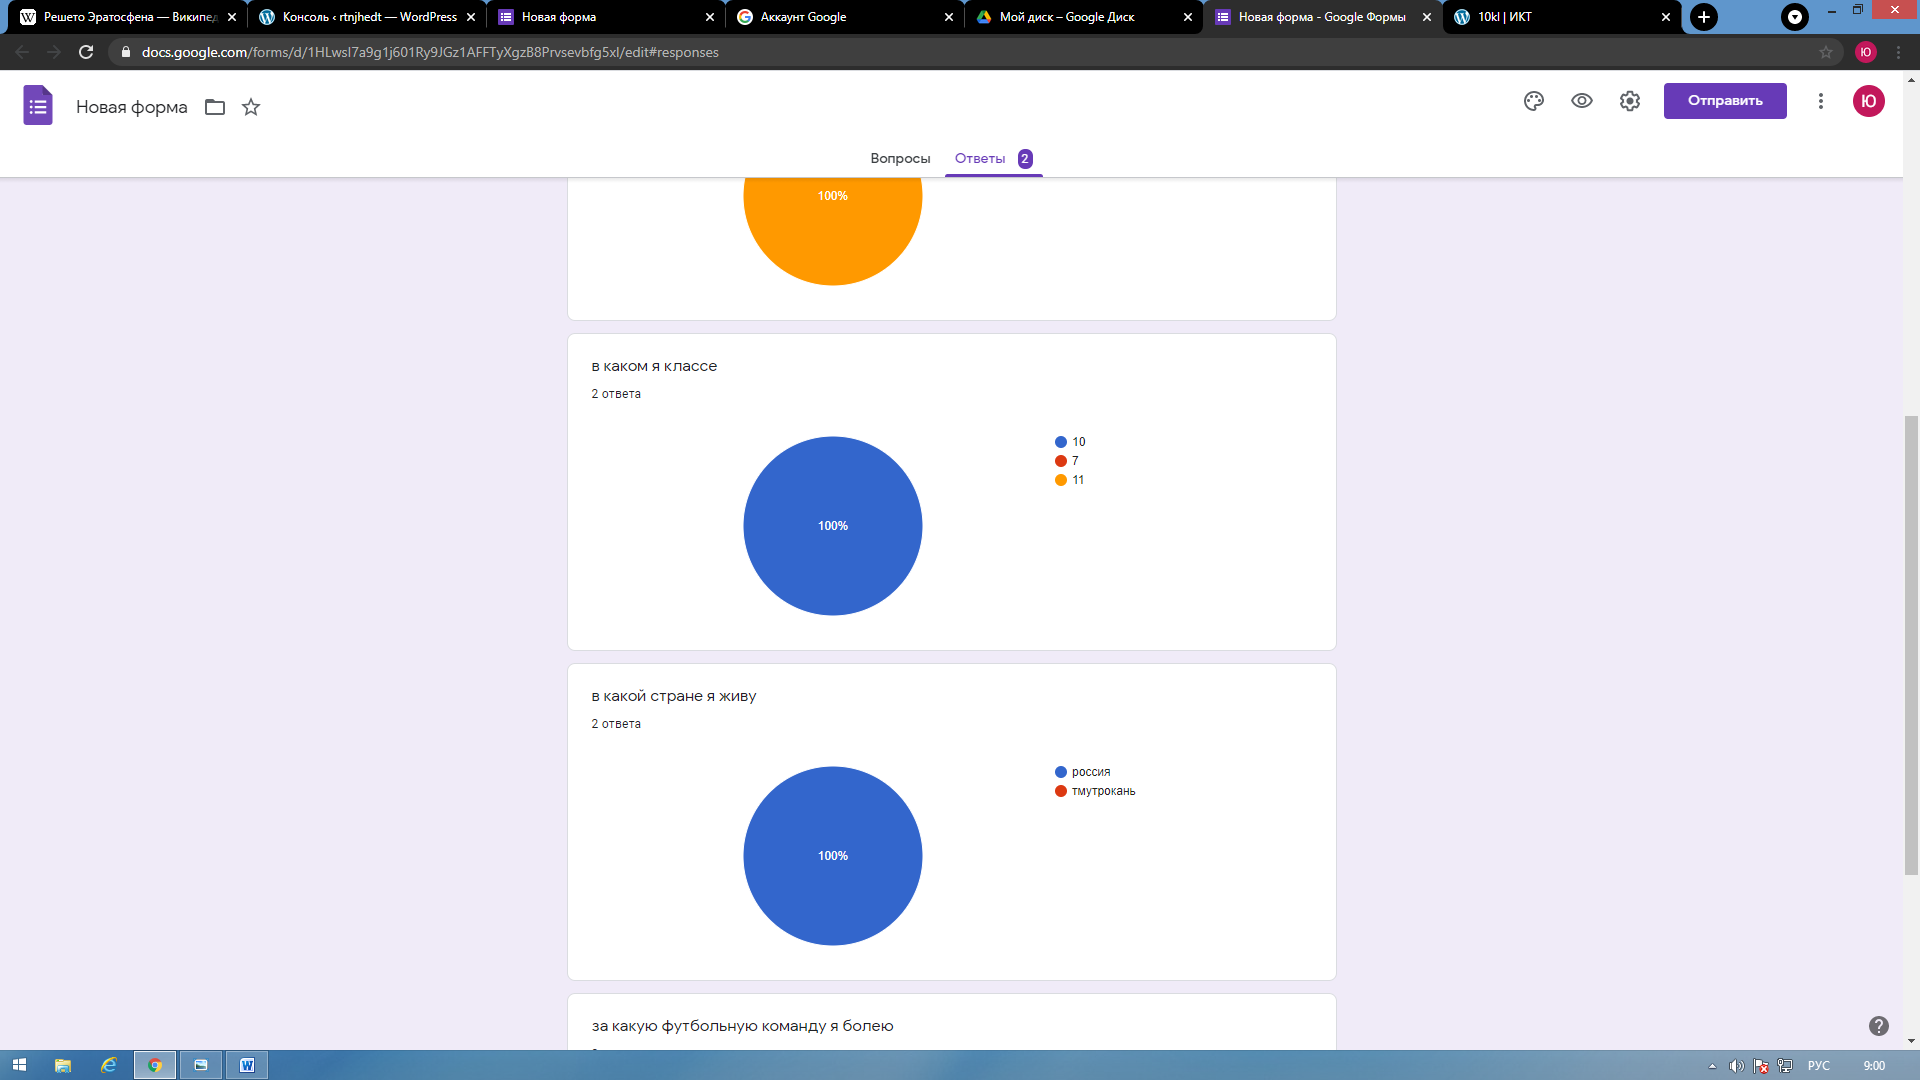 Решето Эратосфена — Википед
Консоль ‹ rtnjhedt — WordPress
Новая форма
Аккаунт Google
Мой диск – Google Диск
Новая форма - Google Формы
10kl | ИКТ
docs.google.com/forms/d/1HLwsI7a9g1j601Ry9JGz1AFFTyXgzB8Prvsevbfg5xI/edit#responses
Ю
Новая форма
Отправить
Ю
Вопросы
Ответы 2
100%
в каком я классе
2 ответа
10
7
11
100%
в какой стране я живу
2 ответа
россия
тмутрокань
100%
за какую футбольную команду я болею
РУС
9:00